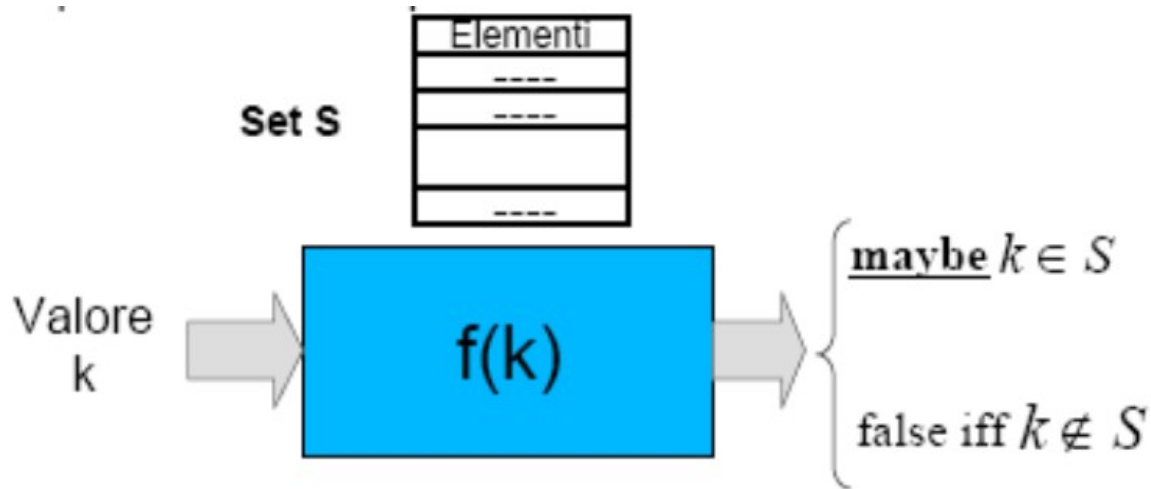 Elementi
----
----
Set S
----
Valore
k
f(k)
maybe k ∈ S
false iff k ∉ S